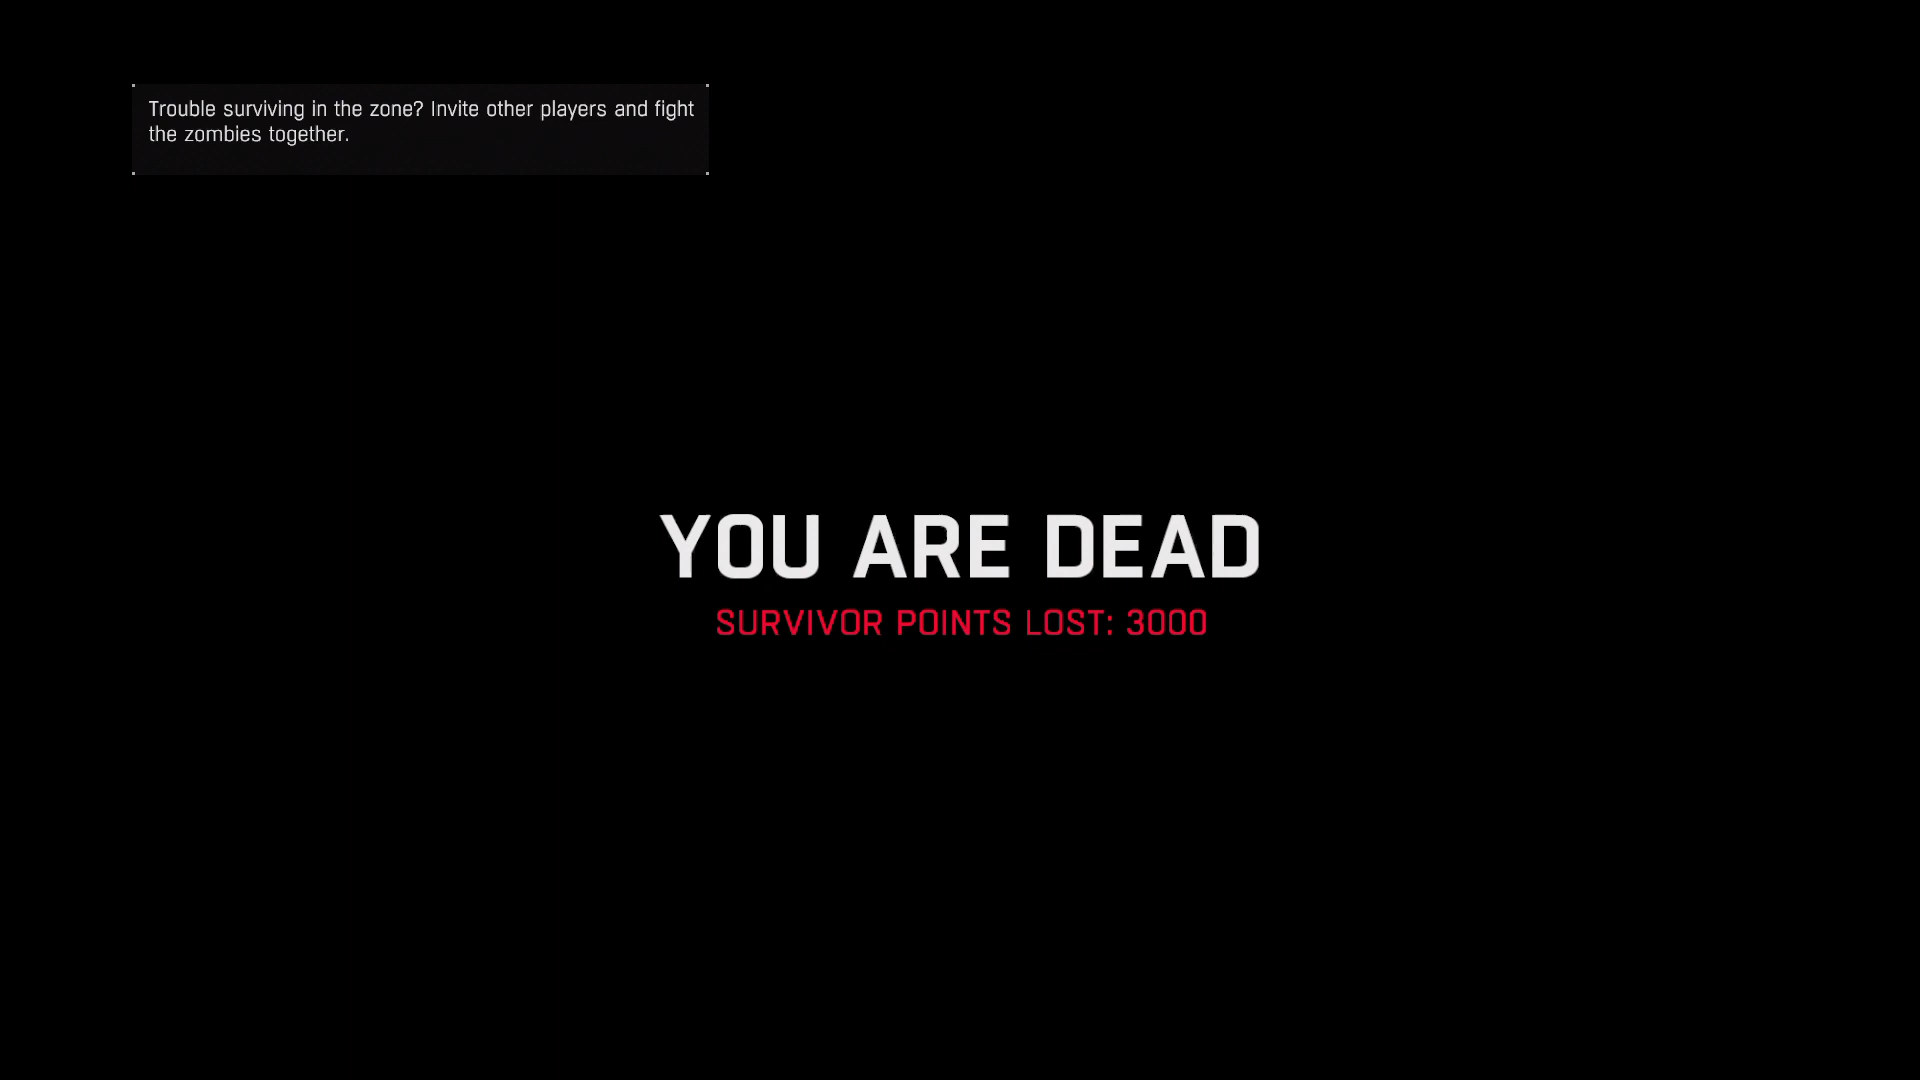 Trouble surviving in the zone? Invite other players and fight
the zombies together.
YOU ARE DEAD
SURVIVOR POINTS LOST: 3000